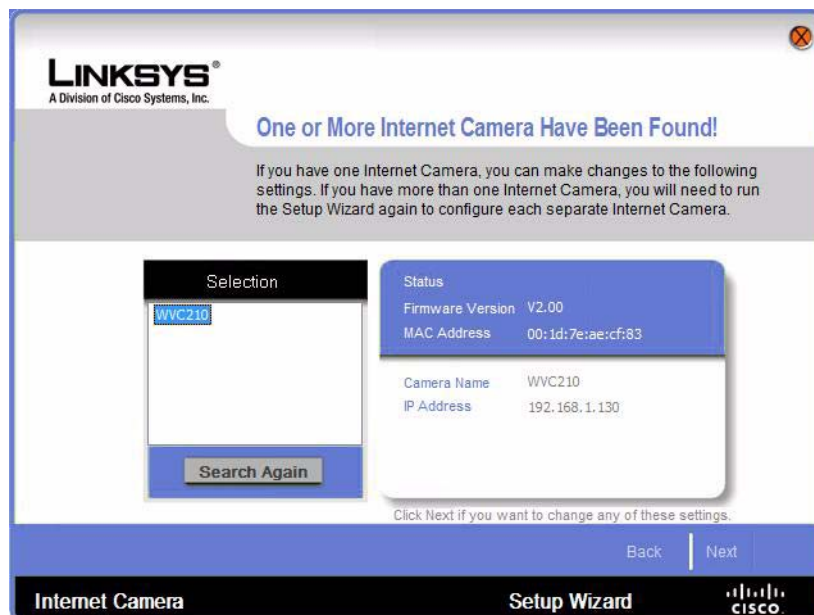 LINKSYS®
A Division of Cisco Systems, Inc.
One or More Internet Camera Have Been Found!
If you have one Internet Camera, you can make changes to the following
settings. If you have more than one Internet Camera, you will need to run
the Setup Wizard again to configure each separate Internet Camera.
Selection
WVC210
Search Again
Status
Firmware Version V2.00
MAC Address 00:1d:7e:ae:cf:83
Camera Name WVC210
IP Address 192.168.1.130
Click Next if you want to change any of these settings.
Back Next
Internet Camera Setup Wizard
CISCO.